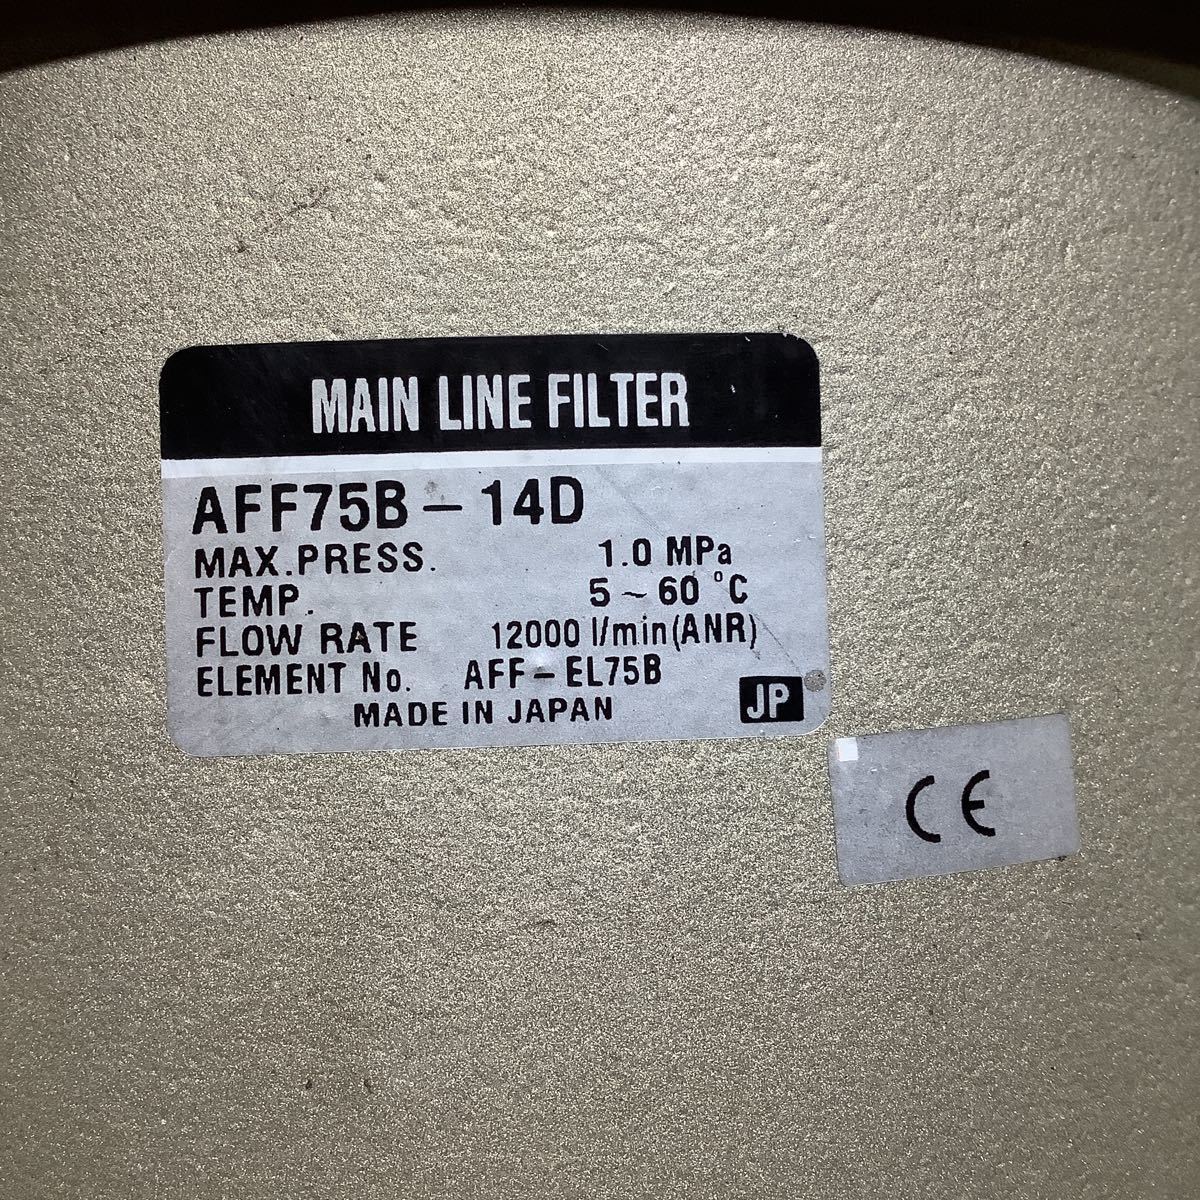 MAIN LINE FILTER
AFF75B - 14D
MAX.PRESS. 1.0 MPa
TEMP. 5 ~ 60 °C
FLOW RATE 12000 l/min(ANR)
ELEMENT No. AFF - EL75B
MADE IN JAPAN JP
CE